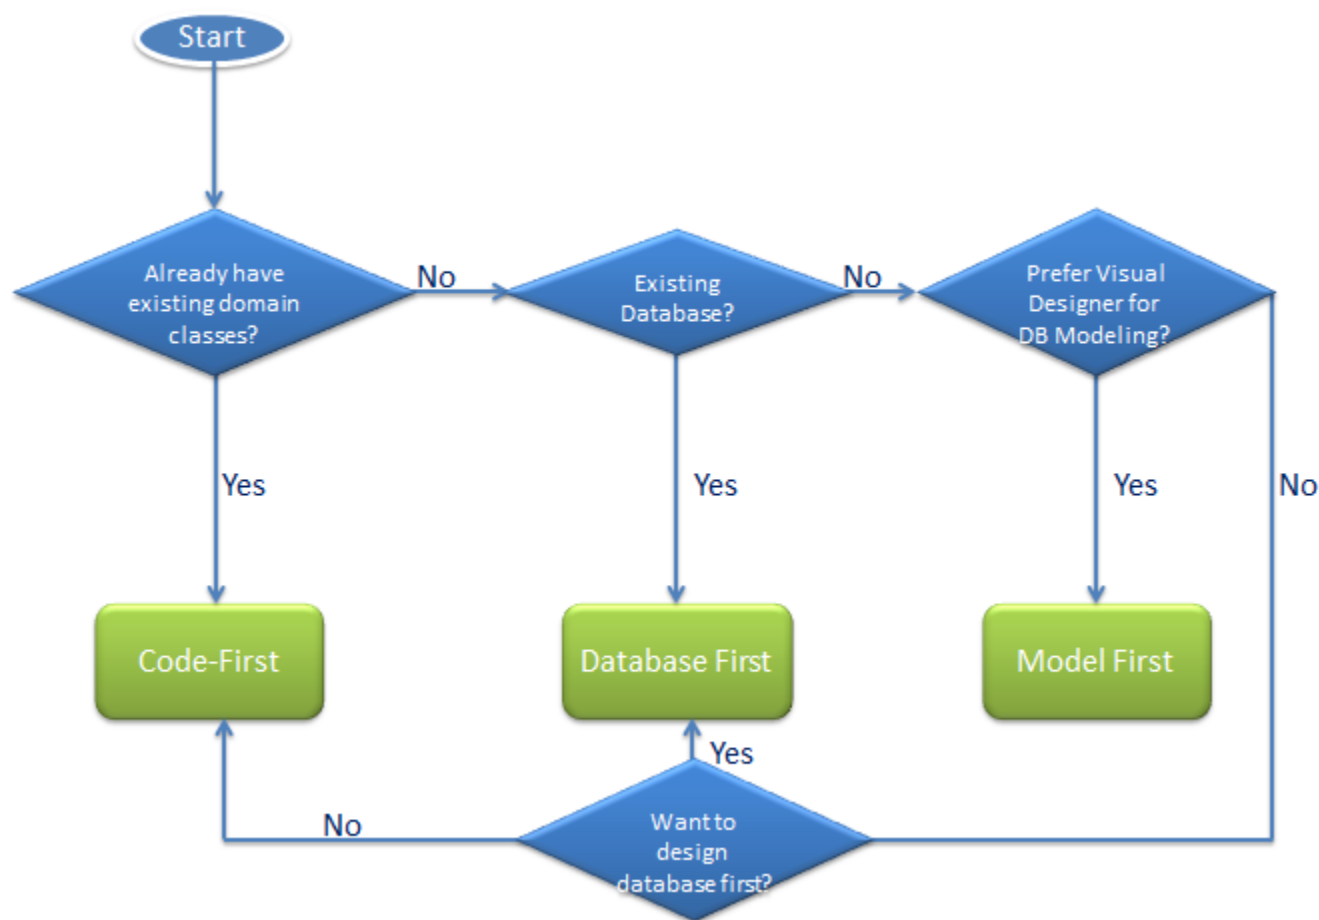 Start
Already have
existing domain
classes?
No
Existing
Database?
No
Prefer Visual
Designer for
DB Modeling?
Yes
Yes
Yes
No
Code-First
Database First
Model First
Yes
No
Want to
design
database first?